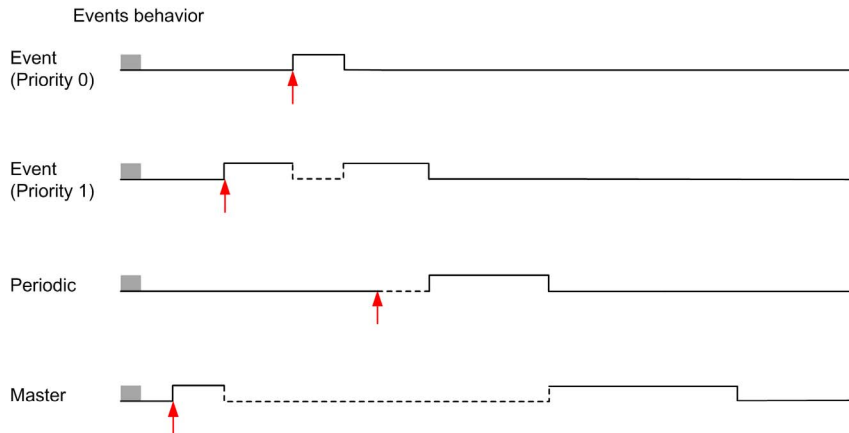 Events behavior
Event
(Priority 0)
Event
(Priority 1)
Periodic
Master